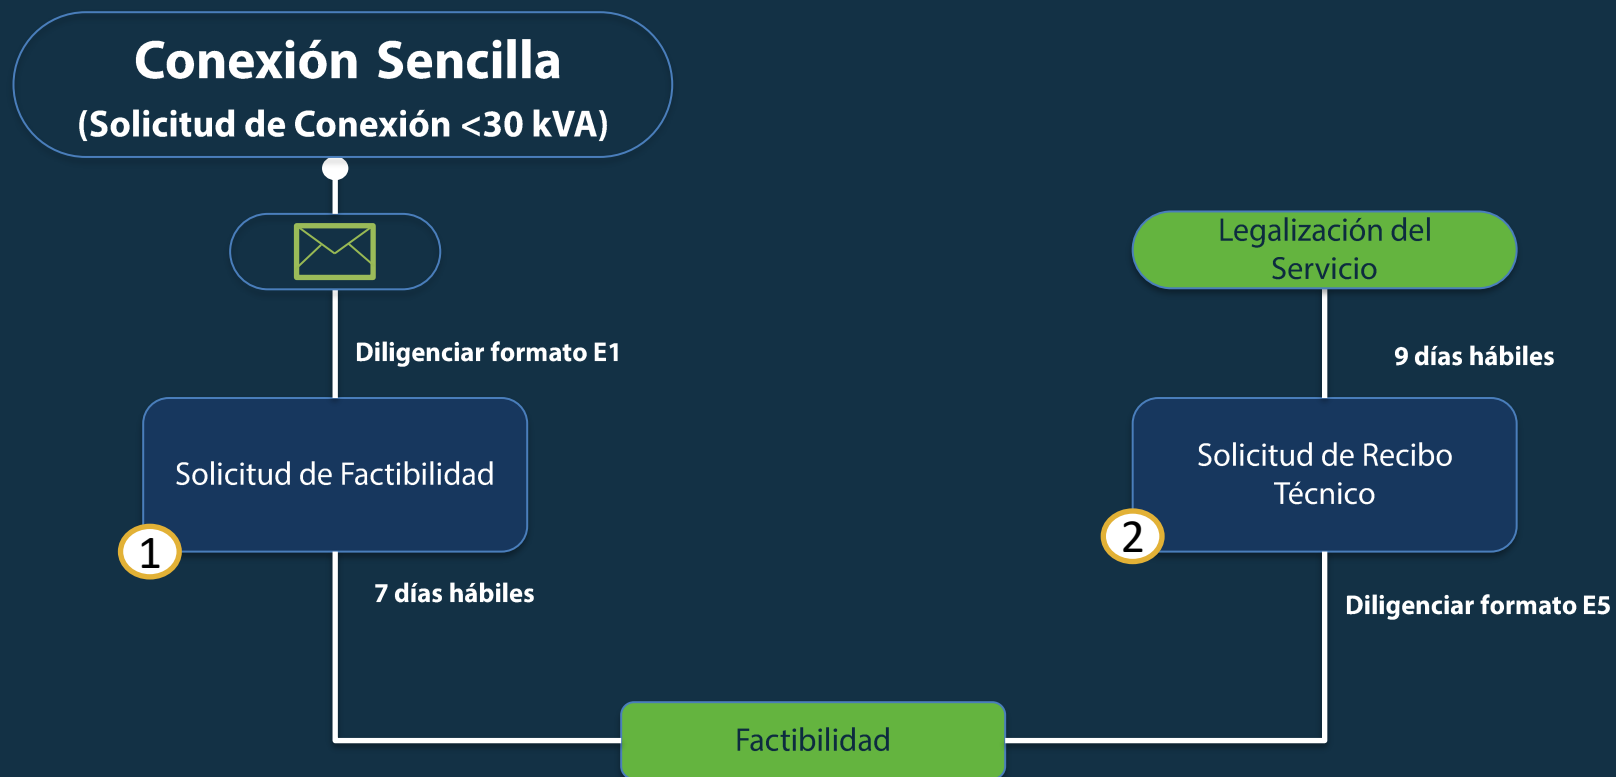 Conexión Sencilla
(Solicitud de Conexión <30 kVA)
Diligenciar formato E1
Solicitud de Factibilidad
1
7 días hábiles
Factibilidad
Legalización del
Servicio
9 días hábiles
Solicitud de Recibo
Técnico
2
Diligenciar formato E5